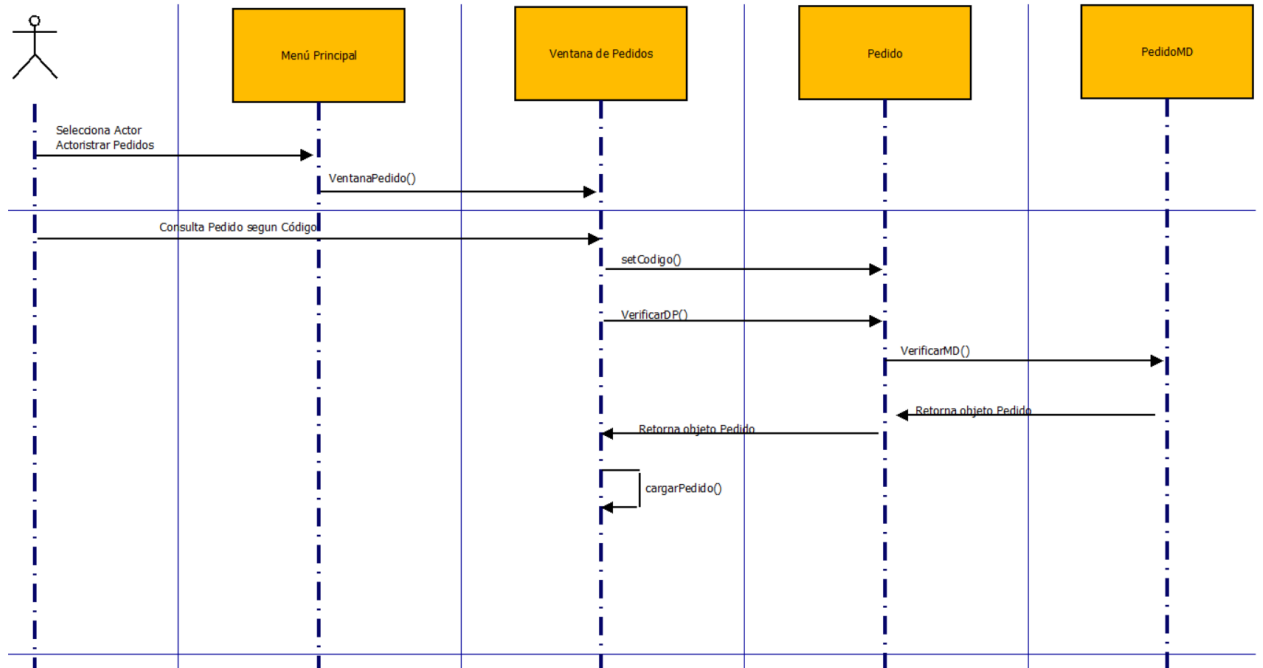 Menú Principal
Ventana de Pedidos
Pedido
PedidoMD
Selecciona Actor
Actoristrar Pedidos
VentanaPedido()
Consulta Pedido segun Código
setCodigo()
VerificarDP()
VerificarMD()
Retorna objeto Pedido
Retorna objeto Pedido
cargarPedido()